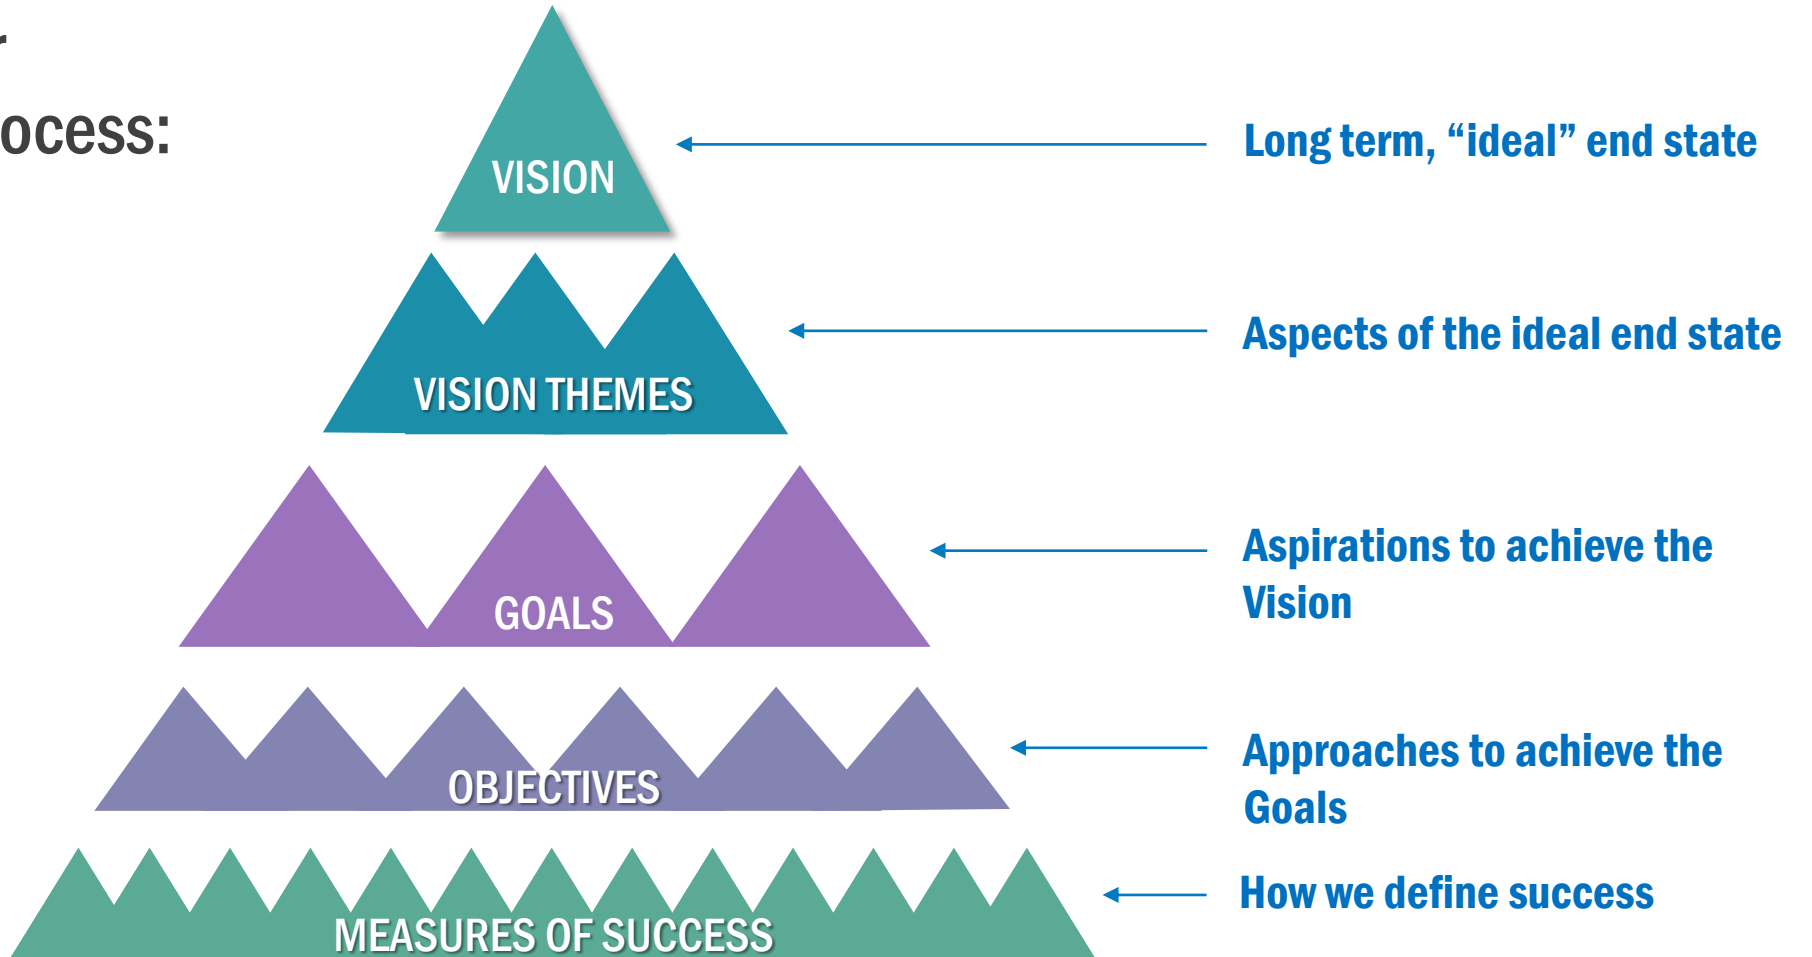 ocess:
VISION
Long term, “ideal” end state
VISION THEMES
Aspects of the ideal end state
GOALS
Aspirations to achieve the
Vision
OBJECTIVES
Approaches to achieve the
Goals
MEASURES OF SUCCESS
How we define success